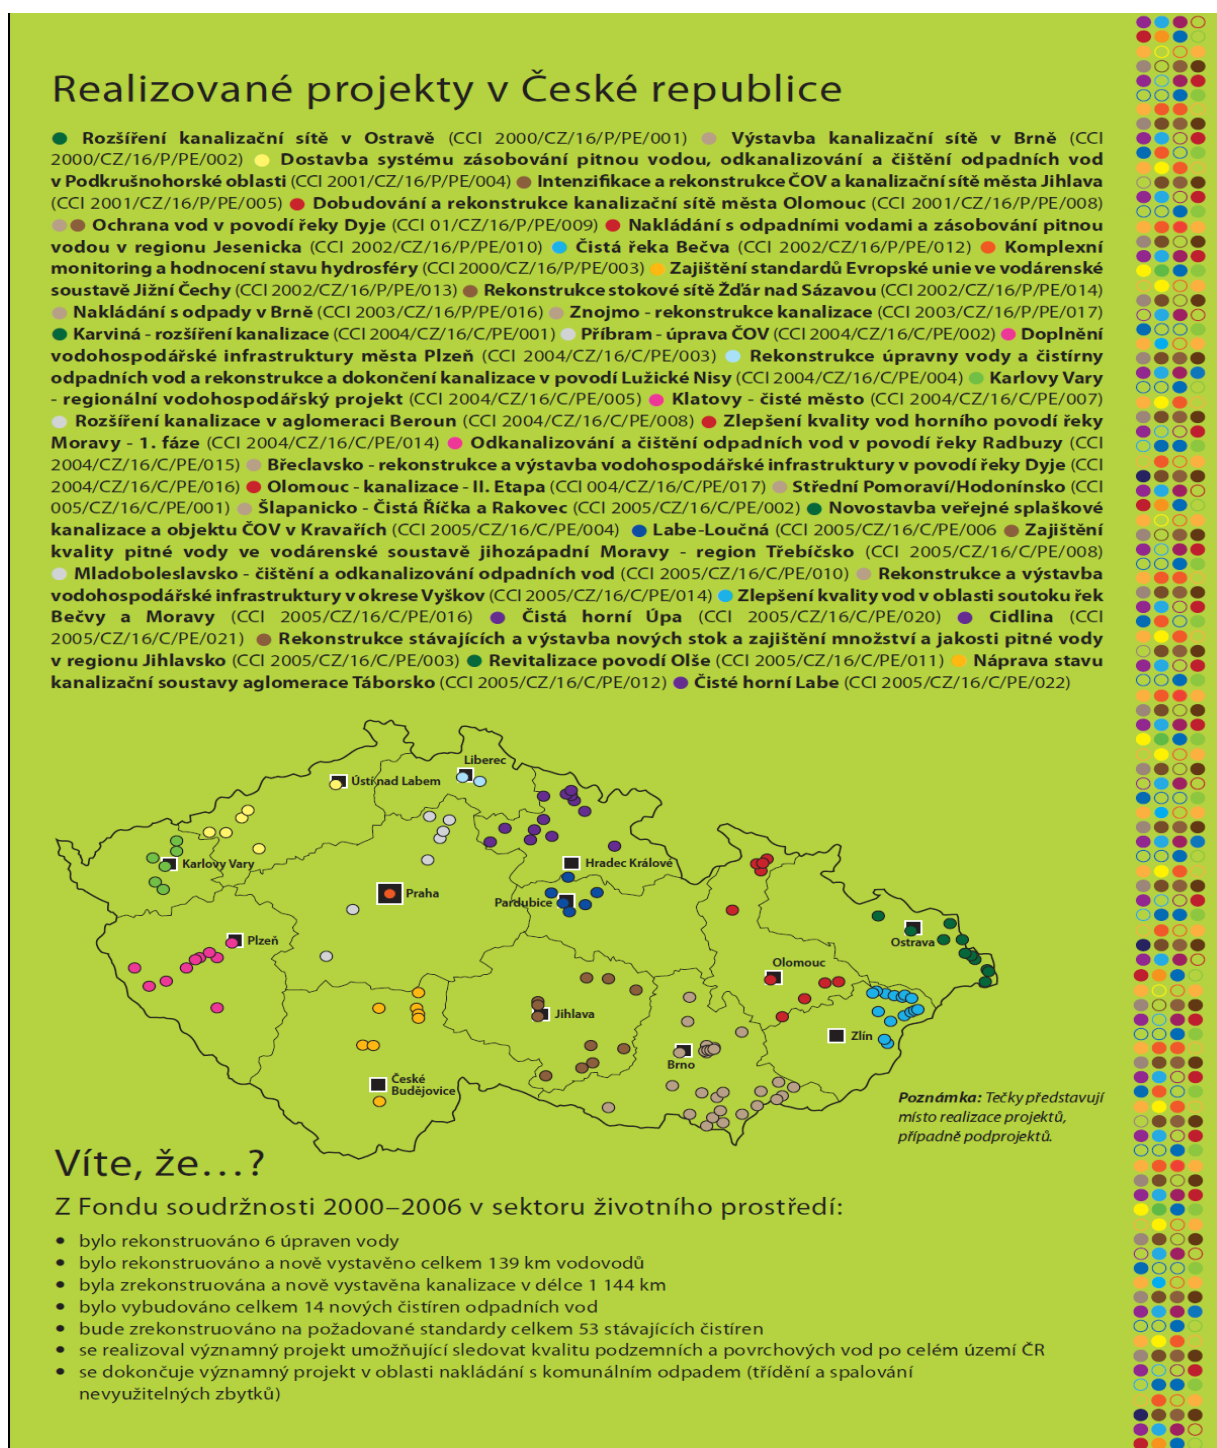 Realizované projekty v České republice
Rozšíření kanalizační sítě v Ostravě (CCI 2000/CZ/16/P/PE/001) Výstavba kanalizační sítě v Brně (CCI
2000/CZ/16/P/PE/002) Dostavba systému zásobování pitnou vodou, odkanalizování a čištění odpadních vod
v Podkrušnohorské oblasti (CCI 2001/CZ/16/P/PE/004) Intenzifikace a rekonstrukce ČOV a kanalizační sítě města Jihlava
(CCI 2001/CZ/16/P/PE/005) Dobudování a rekonstrukce kanalizační sítě města Olomouc (CCI 2001/CZ/16/P/PE/008)
Ochrana vod v povodí řeky Dyje (CCI 01/CZ/16/P/PE/009) Nakládání s odpadními vodami a zásobování pitnou
vodou v regionu Jesenicka (CCI 2002/CZ/16/P/PE/010) Čistá řeka Bečva (CCI 2002/CZ/16/P/PE/012) Komplexní
monitoring a hodnocení stavu hydrosféry (CCI 2000/CZ/16/P/PE/003) Zajištění standardů Evropské unie ve vodárenské
soustavě Jižní Čechy (CCI 2002/CZ/16/P/PE/013) Rekonstrukce stokové sítě Žďár nad Sázavou (CCI 2002/CZ/16/P/PE/014)
Nakládání s odpady v Brně (CCI 2003/CZ/16/P/PE/016) Znojmo - rekonstrukce kanalizace (CCI 2003/CZ/16/P/PE/017)
Karviná - rozšíření kanalizace (CCI 2004/CZ/16/C/PE/001) Příbram - úprava ČOV (CCI 2004/CZ/16/C/PE/002) Doplnění
vodohospodářské infrastruktury města Plzeň (CCI 2004/CZ/16/C/PE/003) Rekonstrukce úpravny vody a čistírny
odpadních vod a rekonstrukce a dokončení kanalizace v povodí Lužické Nisy (CCI 2004/CZ/16/C/PE/004) Karlovy Vary
- regionální vodohospodářský projekt (CCI 2004/CZ/16/C/PE/005) Klatovy - čisté město (CCI 2004/CZ/16/C/PE/007)
Rozšíření kanalizace v aglomeraci Beroun (CCI 2004/CZ/16/C/PE/008) Zlepšení kvality vod horního povodí řeky
Moravy - 1. fáze (CCI 2004/CZ/16/C/PE/014) Odkanalizování a čištění odpadních vod v povodí řeky Radbuzy (CCI
2004/CZ/16/C/PE/015) Břeclavsko - rekonstrukce a výstavba vodohospodářské infrastruktury v povodí řeky Dyje (CCI
2004/CZ/16/C/PE/016) Olomouc - kanalizace - II. Etapa (CCI 004/CZ/16/C/PE/017) Střední Pomoraví/Hodonínsko (CCI
005/CZ/16/C/PE/001) Šlapanicko - Čistá Říčka a Rakovec (CCI 2005/CZ/16/C/PE/002) Novostavba veřejné splaškové
kanalizace a objektu ČOV v Kravařích (CCI 2005/CZ/16/C/PE/004) Labe-Loučná (CCI 2005/CZ/16/C/PE/006 Zajištění
kvality pitné vody ve vodárenské soustavě jihozápadní Moravy - region Třebíčsko (CCI 2005/CZ/16/C/PE/008)
Mladoboleslavsko - čištění a odkanalizování odpadních vod (CCI 2005/CZ/16/C/PE/010) Rekonstrukce a výstavba
vodohospodářské infrastruktury v okrese Vyškov (CCI 2005/CZ/16/C/PE/014) Zlepšení kvality vod v oblasti soutoku řek
Bečvy a Moravy (CCI 2005/CZ/16/C/PE/016) Čistá horní Úpa (CCI 2005/CZ/16/C/PE/020) Cidlina (CCI
2005/CZ/16/C/PE/021) Rekonstrukce stávajících a výstavba nových stok a zajištění množství a jakosti pitné vody
v regionu Jihlavsko (CCI 2005/CZ/16/C/PE/003) Revitalizace povodí Olše (CCI 2005/CZ/16/C/PE/011) Náprava stavu
kanalizační soustavy aglomerace Táborsko (CCI 2005/CZ/16/C/PE/012) Čisté horní Labe (CCI 2005/CZ/16/C/PE/022)
Liberec
Ústí nad Labem
Karlovy Vary
Hradec Králové
Praha
Pardubice
Plzeň
Ostrava
Olomouc
Jihlava
Zlín
Brno
České
Budějovice
Poznámka: Tečky představují
místo realizace projektů,
případně podprojektů.
Víte, že...?
Z Fondu soudržnosti 2000–2006 v sektoru životního prostředí:
• bylo rekonstruováno 6 úpraven vody
• bylo rekonstruováno a nově vystavěno celkem 139 km vodovodů
• byla zrekonstruována a nově vystavěna kanalizace v délce 1 144 km
• bylo vybudováno celkem 14 nových čistíren odpadních vod
• bude zrekonstruováno na požadované standardy celkem 53 stávajících čistíren
• se realizoval významný projekt umožňující sledovat kvalitu podzemních a povrchových vod po celém území ČR
• se dokončuje významný projekt v oblasti nakládání s komunálním odpadem (třídění a spalování
nevyužitelných zbytků)